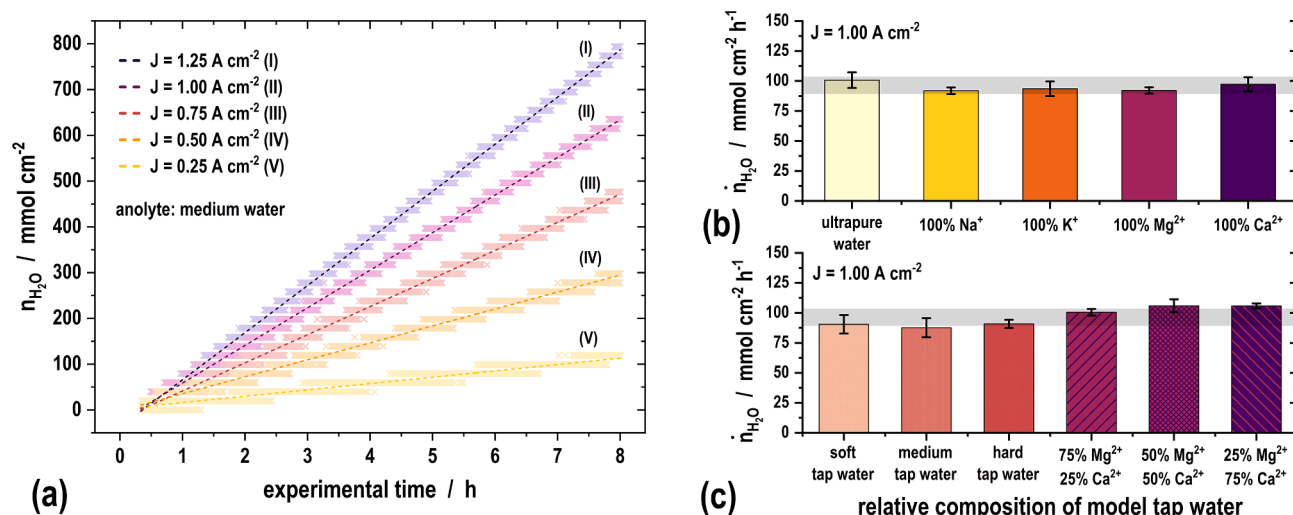 800
700
600
500
400
300
200
100
0
n_H₂O / mmol cm⁻²
J = 1.25 A cm⁻² (I)
J = 1.00 A cm⁻² (II)
J = 0.75 A cm⁻² (III)
J = 0.50 A cm⁻² (IV)
J = 0.25 A cm⁻² (V)
anolyte: medium water
(I)
(II)
(III)
(IV)
(V)
0 1 2 3 4 5 6 7 8
experimental time / h
(a)
J = 1.00 A cm⁻²
150
125
100
75
50
25
0
ṅ_H₂O / mmol cm⁻² h⁻¹
ultrapure
water
100% Na⁺
100% K⁺
100% Mg²⁺
100% Ca²⁺
(b)
J = 1.00 A cm⁻²
150
125
100
75
50
25
0
ṅ_H₂O / mmol cm⁻² h⁻¹
soft
tap water
medium
tap water
hard
tap water
75% Mg²⁺
25% Ca²⁺
50% Mg²⁺
50% Ca²⁺
25% Mg²⁺
75% Ca²⁺
(c)
relative composition of model tap water